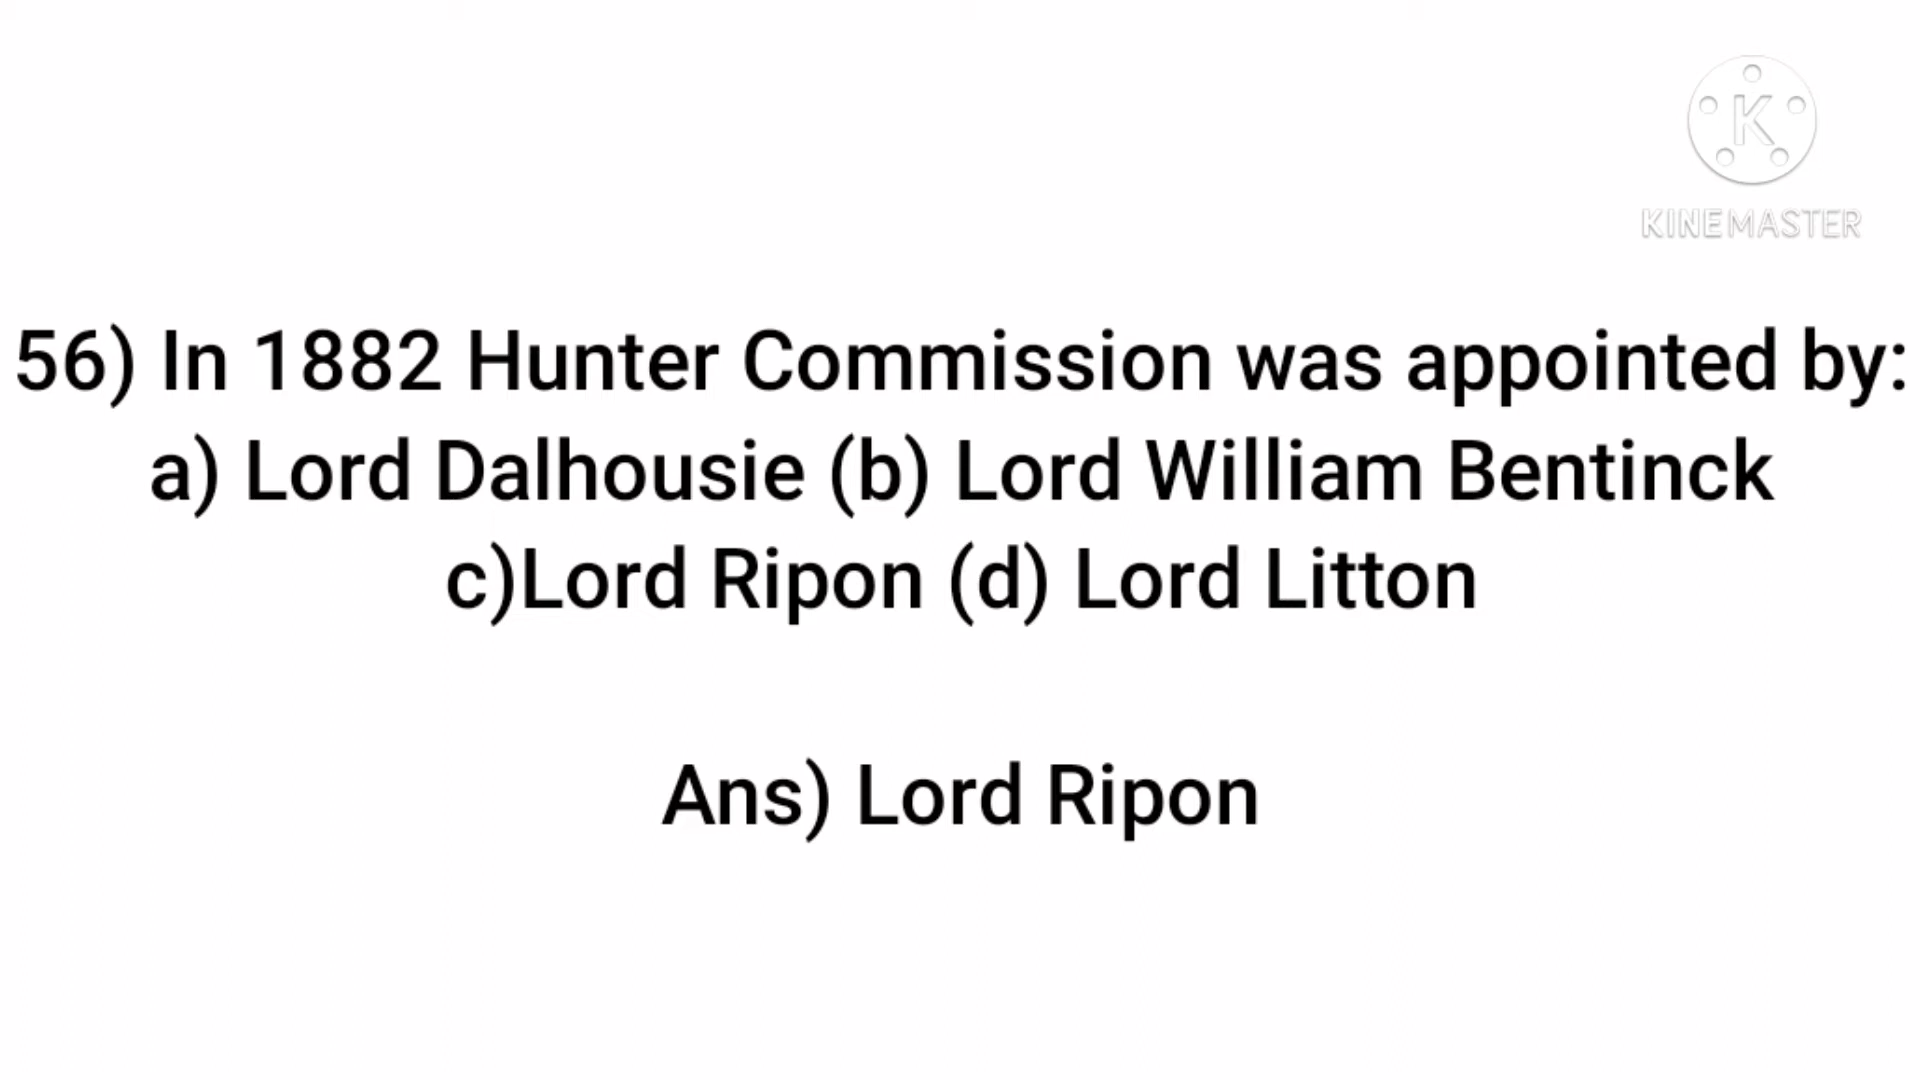 K
KINEMASTER
56) In 1882 Hunter Commission was appointed by:
a) Lord Dalhousie (b) Lord William Bentinck
c)Lord Ripon (d) Lord Litton
Ans) Lord Ripon